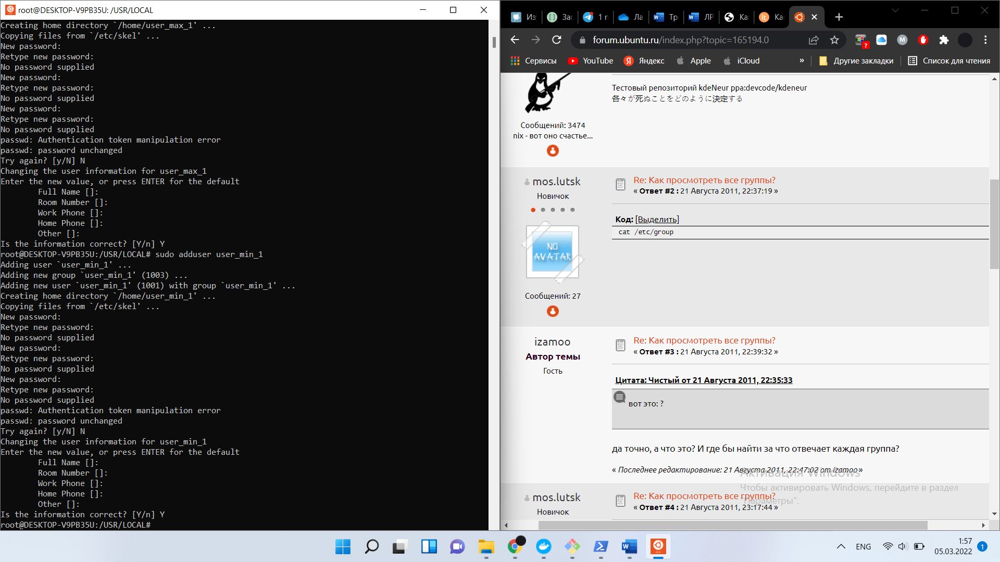 root@DESKTOP-V9PB35U: /USR/LOCAL
Creating home directory `/home/user_max_1' ...
Copying files from `/etc/skel' ...
New password:
Retype new password:
No password supplied
New password:
Retype new password:
No password supplied
New password:
Retype new password:
No password supplied
passwd: Authentication token manipulation error
passwd: password unchanged
Try again? [y/N] N
Changing the user information for user_max_1
Enter the new value, or press ENTER for the default
Full Name []:
Room Number []:
Work Phone []:
Home Phone []:
Other []:
Is the information correct? [Y/n] Y
root@DESKTOP-V9PB35U:/USR/LOCAL# sudo adduser user_min_1
Adding user `user_min_1' ...
Adding new group `user_min_1' (1003) ...
Adding new user `user_min_1' (1001) with group `user_min_1' ...
Creating home directory `/home/user_min_1' ...
Copying files from `/etc/skel' ...
New password:
Retype new password:
No password supplied
New password:
Retype new password:
No password supplied
New password:
Retype new password:
No password supplied
passwd: Authentication token manipulation error
passwd: password unchanged
Try again? [y/N] N
Changing the user information for user_min_1
Enter the new value, or press ENTER for the default
Full Name []:
Room Number []:
Work Phone []:
Home Phone []:
Other []:
Is the information correct? [Y/n] Y
root@DESKTOP-V9PB35U:/USR/LOCAL#
Из За 1 Ла Тр ЛР Ка lt Ка
forum.ubuntu.ru/index.php?topic=165194.0
M ?
Сервисы YouTube Я Яндекс Apple iCloud » Другие закладки Список для чтения
Тестовый репозиторий kdeNeur ppa:devcode/kdeneur
各々が死ぬことをどのように決定する
Сообщений: 3474
nix - вот оно счастье...
mos.lutsk
Новичок
NO
AVATAR
Сообщений: 27
Re: Как просмотреть все группы?
« Ответ #2 : 21 Августа 2011, 22:37:19 »
Код: [Выделить]
cat /etc/group
izamoo
Автор темы
Гость
Re: Как просмотреть все группы?
« Ответ #3 : 21 Августа 2011, 22:39:32 »
Цитата: Чистый от 21 Августа 2011, 22:35:33
вот это: ?
да точно, а что это? И где бы найти за что отвечает каждая группа?
« Последнее редактирование: 21 Августа 2011, 22:47:02 от izamoo »
Активация Windows
Чтобы активировать Windows, перейдите в раздел
"Параметры".
mos.lutsk
Новичок
Re: Как просмотреть все группы?
« Ответ #4 : 21 Августа 2011, 23:17:44 »
W
ENG
1:57
05.03.2022
1